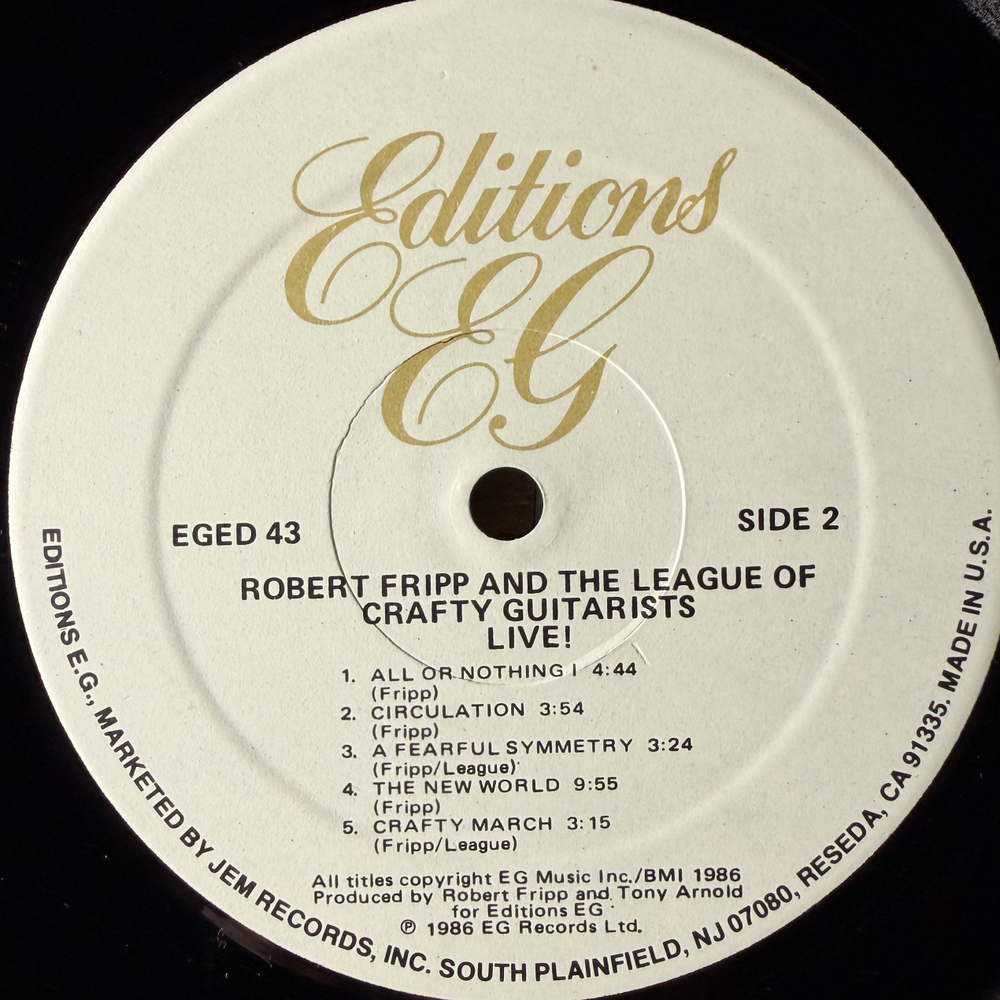 Editions
EG
EGED 43
SIDE 2
ROBERT FRIPP AND THE LEAGUE OF
CRAFTY GUITARISTS
LIVE!
1. ALL OR NOTHING I 4:44
(Fripp)
2. CIRCULATION 3:54
(Fripp)
3. A FEARFUL SYMMETRY 3:24
(Fripp/League)
4. THE NEW WORLD 9:55
(Fripp)
5. CRAFTY MARCH 3:15
(Fripp/League)
All titles copyright EG Music Inc./BMI 1986
Produced by Robert Fripp and Tony Arnold
for Editions EG
℗ 1986 EG Records Ltd.
EDITIONS E.G., MARKETED BY JEM RECORDS, INC. SOUTH PLAINFIELD, NJ 07080, RESEDA, CA 91335. MADE IN U.S.A.